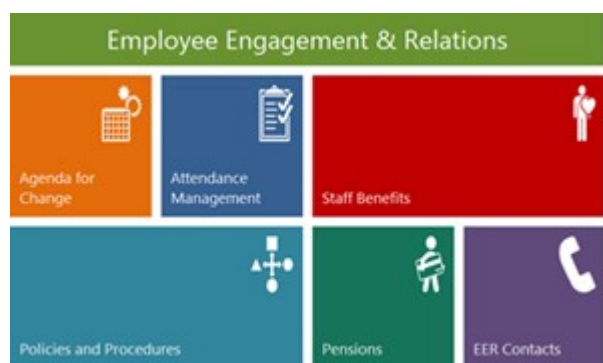 Employee Engagement & Relations
Agenda for
Change
Attendance
Management
Staff Benefits
Policies and Procedures
Pensions
EER Contacts